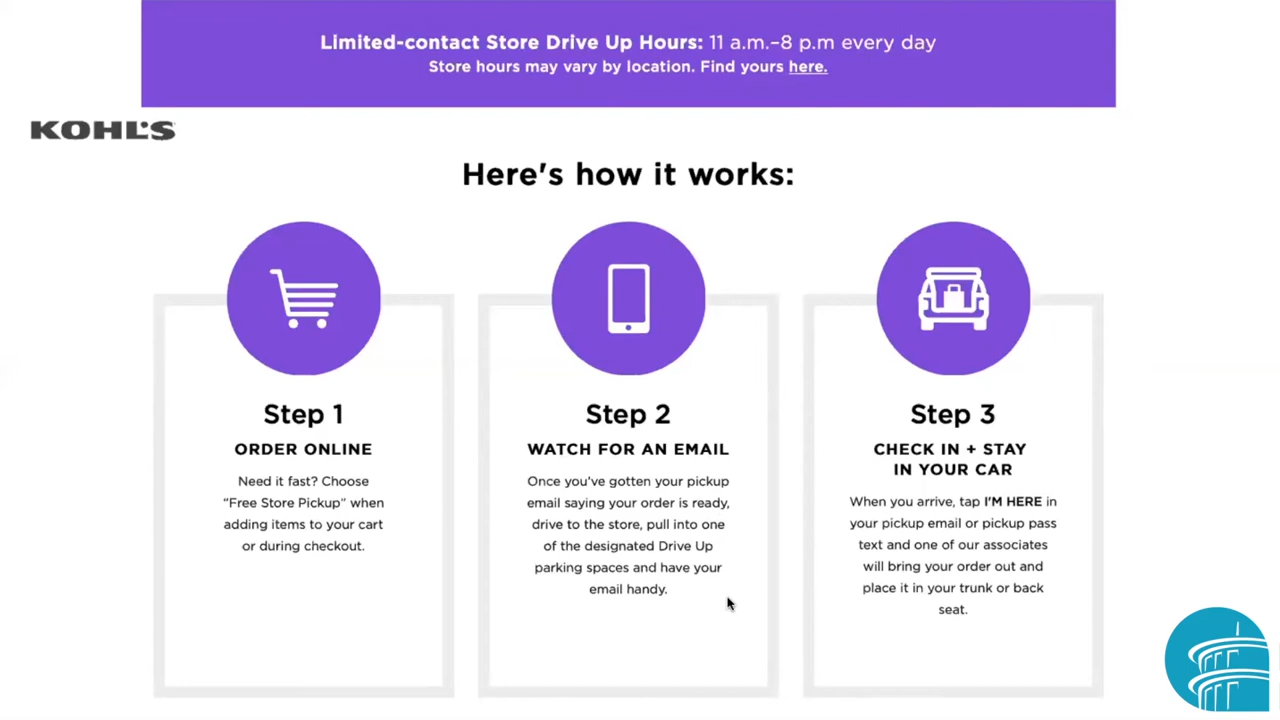 Limited-contact Store Drive Up Hours: 11 a.m.–8 p.m every day
Store hours may vary by location. Find yours here.
KOHL'S
Here's how it works:
Step 1
ORDER ONLINE
Need it fast? Choose
“Free Store Pickup” when
adding items to your cart
or during checkout.
Step 2
WATCH FOR AN EMAIL
Once you’ve gotten your pickup
email saying your order is ready,
drive to the store, pull into one
of the designated Drive Up
parking spaces and have your
email handy.
Step 3
CHECK IN + STAY
IN YOUR CAR
When you arrive, tap I'M HERE in
your pickup email or pickup pass
text and one of our associates
will bring your order out and
place it in your trunk or back
seat.